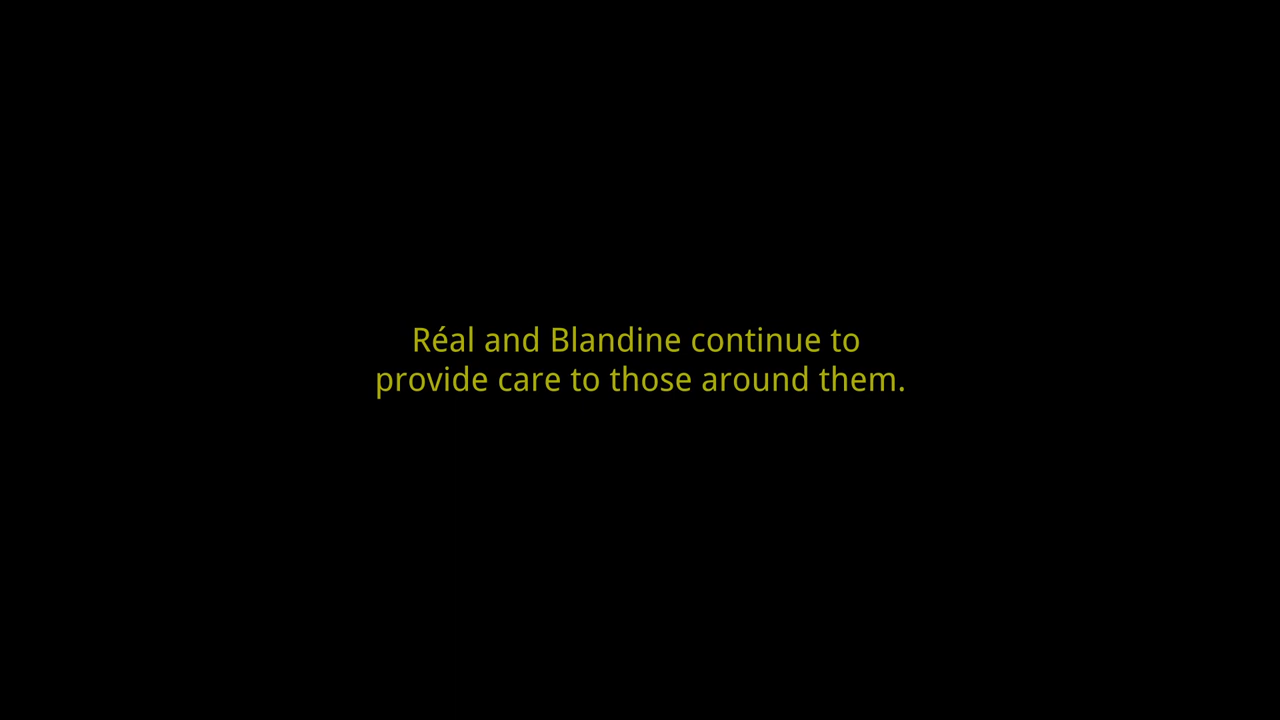 Réal and Blandine continue to
provide care to those around them.